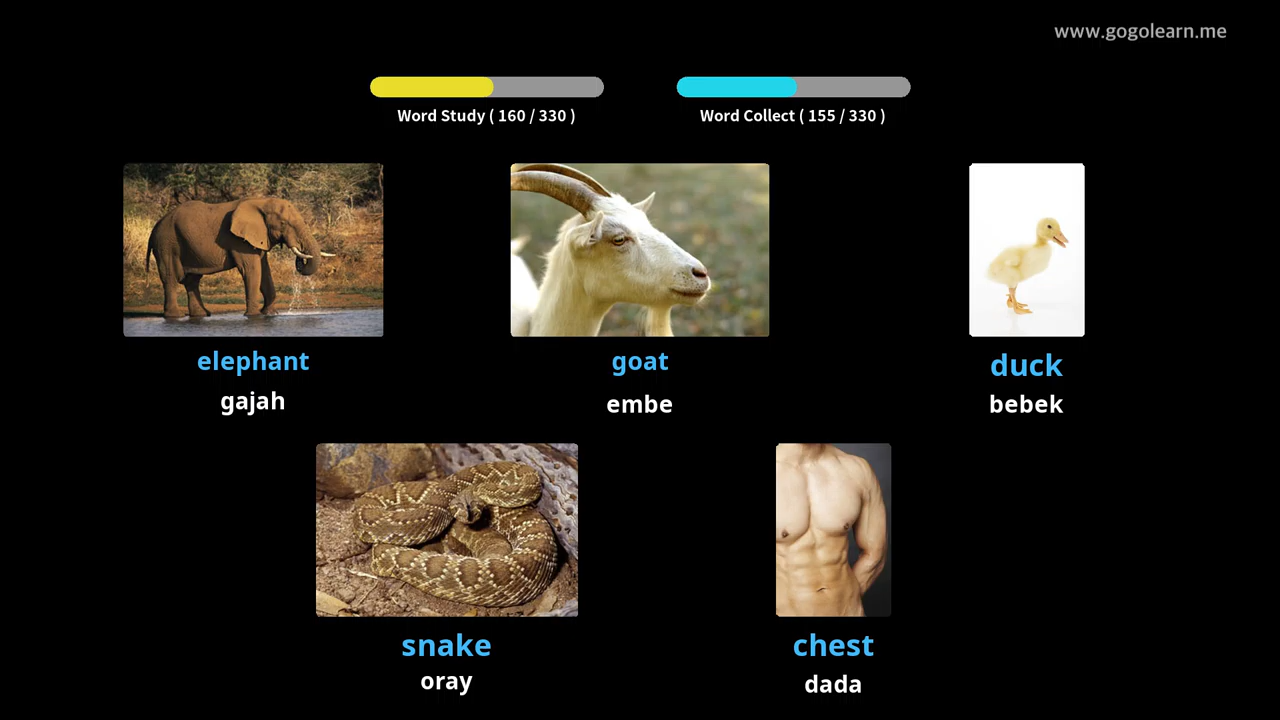 www.gogolearn.me
Word Study ( 160 / 330 )
Word Collect ( 155 / 330 )
elephant
gajah
goat
embe
duck
bebek
snake
oray
chest
dada